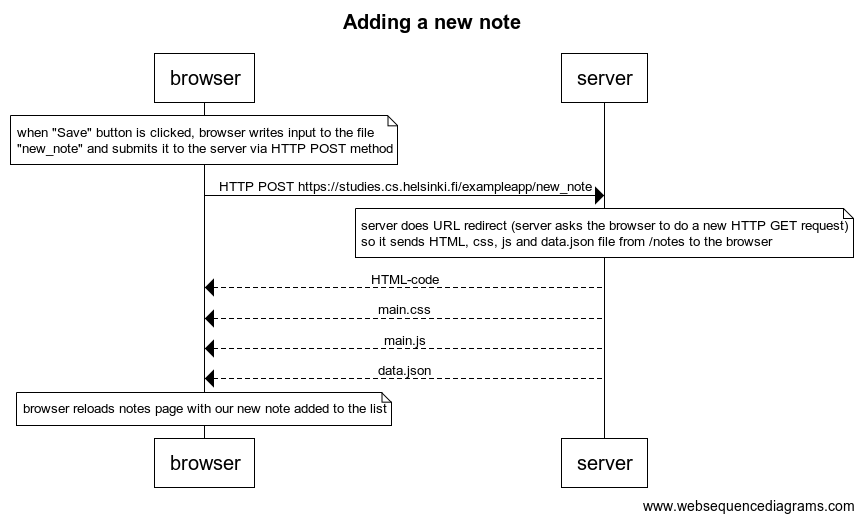 Adding a new note
browser
server
when "Save" button is clicked, browser writes input to the file
"new_note" and submits it to the server via HTTP POST method
HTTP POST https://studies.cs.helsinki.fi/exampleapp/new_note
server does URL redirect (server asks the browser to do a new HTTP GET request)
so it sends HTML, css, js and data.json file from /notes to the browser
HTML-code
main.css
main.js
data.json
browser reloads notes page with our new note added to the list
browser
server
www.websequencediagrams.com